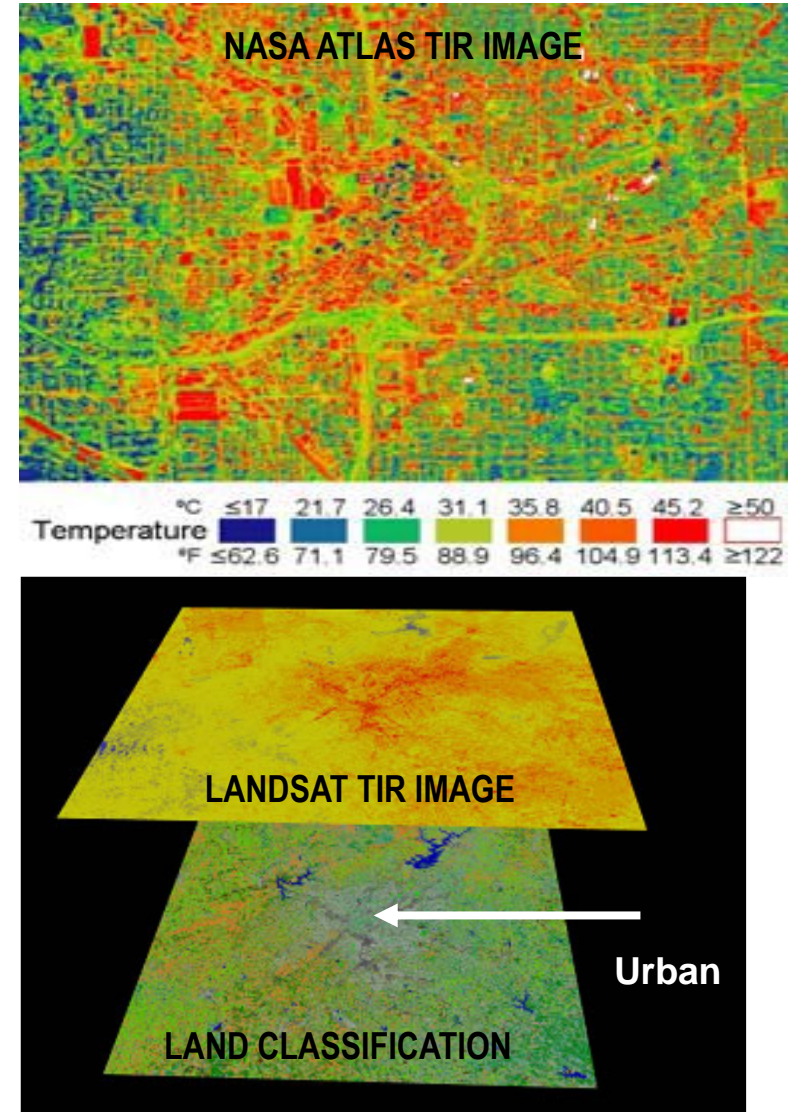 NASA ATLAS TIR IMAGE
°C ≤17 21.7 26.4 31.1 35.8 40.5 45.2 ≥50
Temperature
°F ≤62.6 71.1 79.5 88.9 96.4 104.9 113.4 ≥122
LANDSAT TIR IMAGE
Urban
LAND CLASSIFICATION